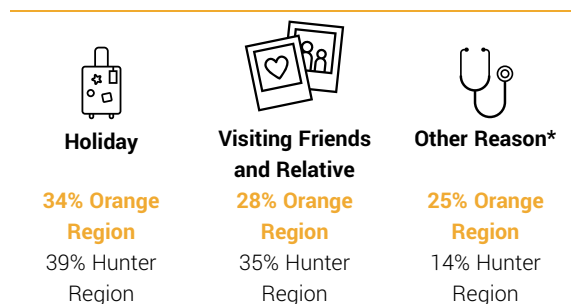 Holiday
34% Orange
Region
39% Hunter
Region
Visiting Friends
and Relative
28% Orange
Region
35% Hunter
Region
Other Reason*
25% Orange
Region
14% Hunter
Region